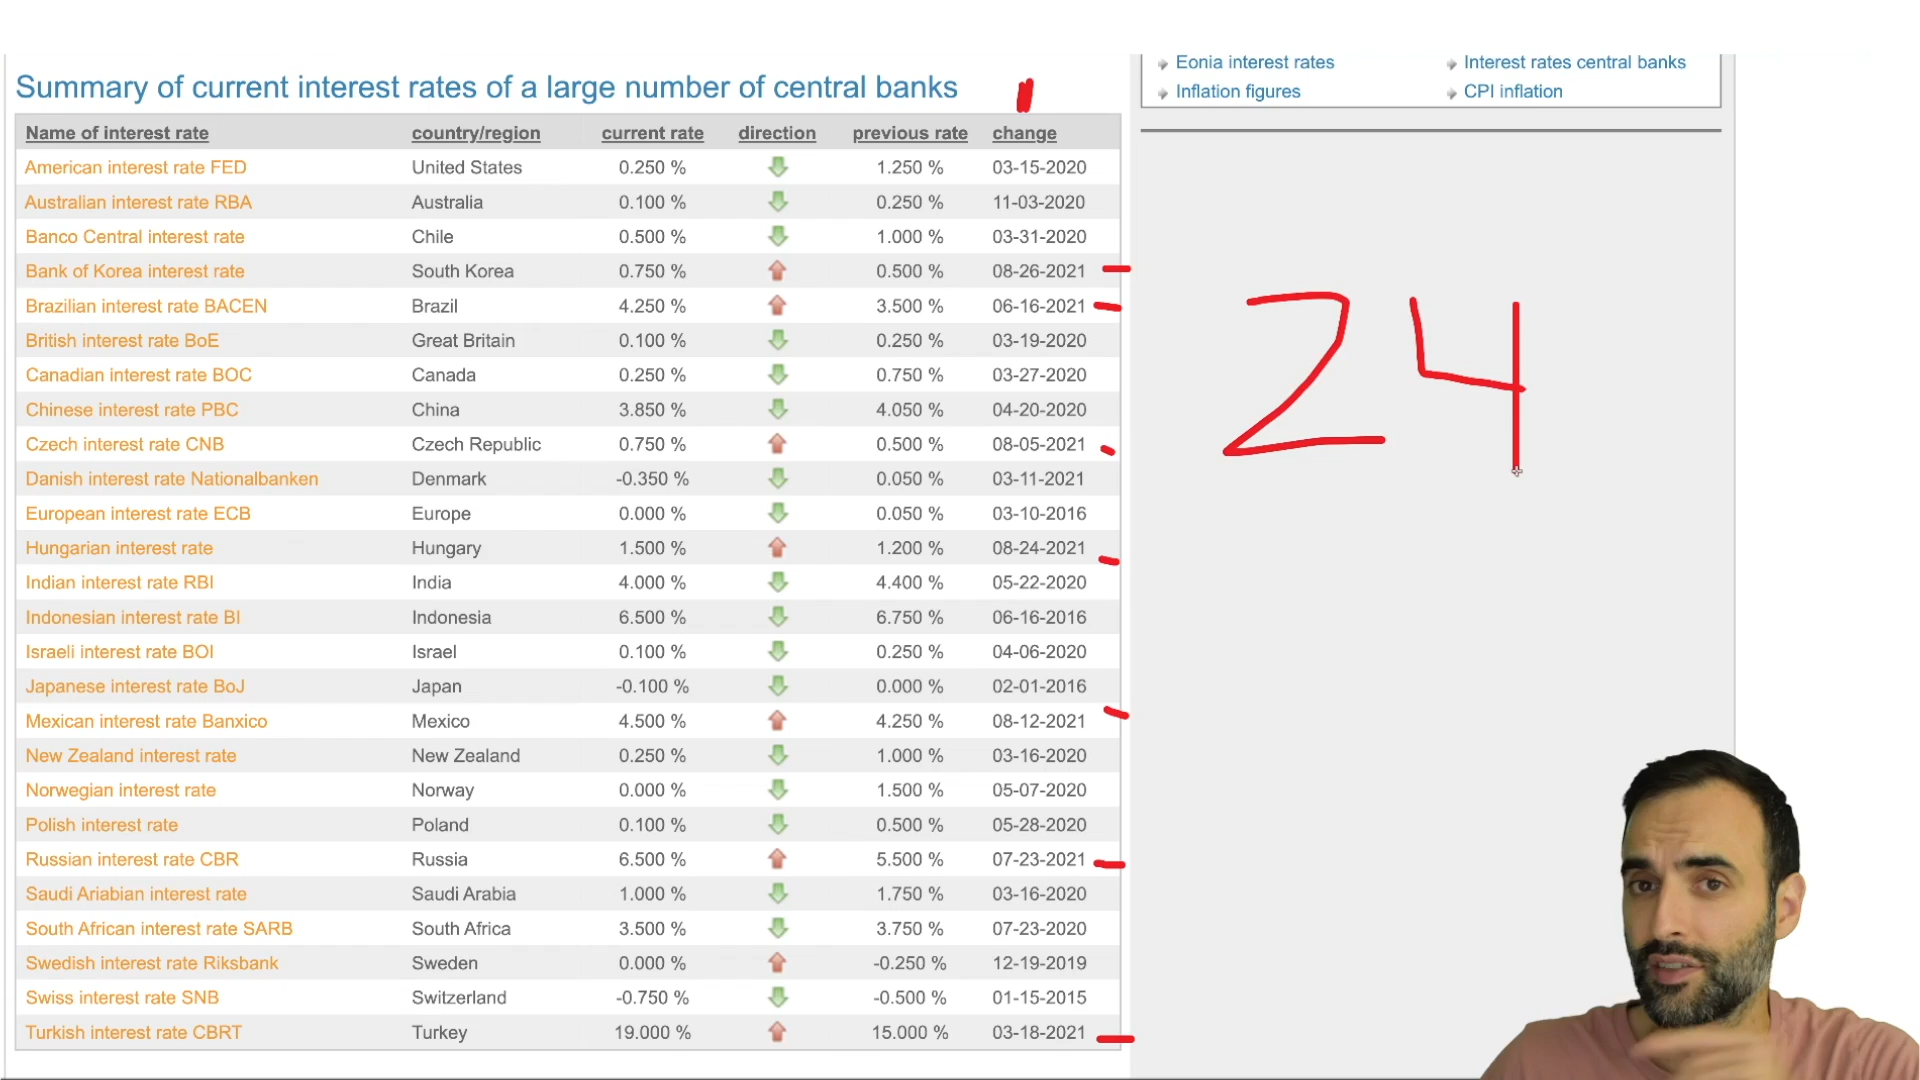 Eonia interest rates Interest rates central banks
Inflation figures CPI inflation
Summary of current interest rates of a large number of central banks
Name of interest rate country/region current rate direction previous rate change
American interest rate FED United States 0.250 % 1.250 % 03-15-2020
Australian interest rate RBA Australia 0.100 % 0.250 % 11-03-2020
Banco Central interest rate Chile 0.500 % 1.000 % 03-31-2020
Bank of Korea interest rate South Korea 0.750 % 0.500 % 08-26-2021
Brazilian interest rate BACEN Brazil 4.250 % 3.500 % 06-16-2021
British interest rate BoE Great Britain 0.100 % 0.250 % 03-19-2020
Canadian interest rate BOC Canada 0.250 % 0.750 % 03-27-2020
Chinese interest rate PBC China 3.850 % 4.050 % 04-20-2020
Czech interest rate CNB Czech Republic 0.750 % 0.500 % 08-05-2021
Danish interest rate Nationalbanken Denmark -0.350 % 0.050 % 03-11-2021
European interest rate ECB Europe 0.000 % 0.050 % 03-10-2016
Hungarian interest rate Hungary 1.500 % 1.200 % 08-24-2021
Indian interest rate RBI India 4.000 % 4.400 % 05-22-2020
Indonesian interest rate BI Indonesia 6.500 % 6.750 % 06-16-2016
Israeli interest rate BOI Israel 0.100 % 0.250 % 04-06-2020
Japanese interest rate BoJ Japan -0.100 % 0.000 % 02-01-2016
Mexican interest rate Banxico Mexico 4.500 % 4.250 % 08-12-2021
New Zealand interest rate New Zealand 0.250 % 1.000 % 03-16-2020
Norwegian interest rate Norway 0.000 % 1.500 % 05-07-2020
Polish interest rate Poland 0.100 % 0.500 % 05-28-2020
Russian interest rate CBR Russia 6.500 % 5.500 % 07-23-2021
Saudi Ariabian interest rate Saudi Arabia 1.000 % 1.750 % 03-16-2020
South African interest rate SARB South Africa 3.500 % 3.750 % 07-23-2020
Swedish interest rate Riksbank Sweden 0.000 % -0.250 % 12-19-2019
Swiss interest rate SNB Switzerland -0.750 % -0.500 % 01-15-2015
Turkish interest rate CBRT Turkey 19.000 % 15.000 % 03-18-2021
24